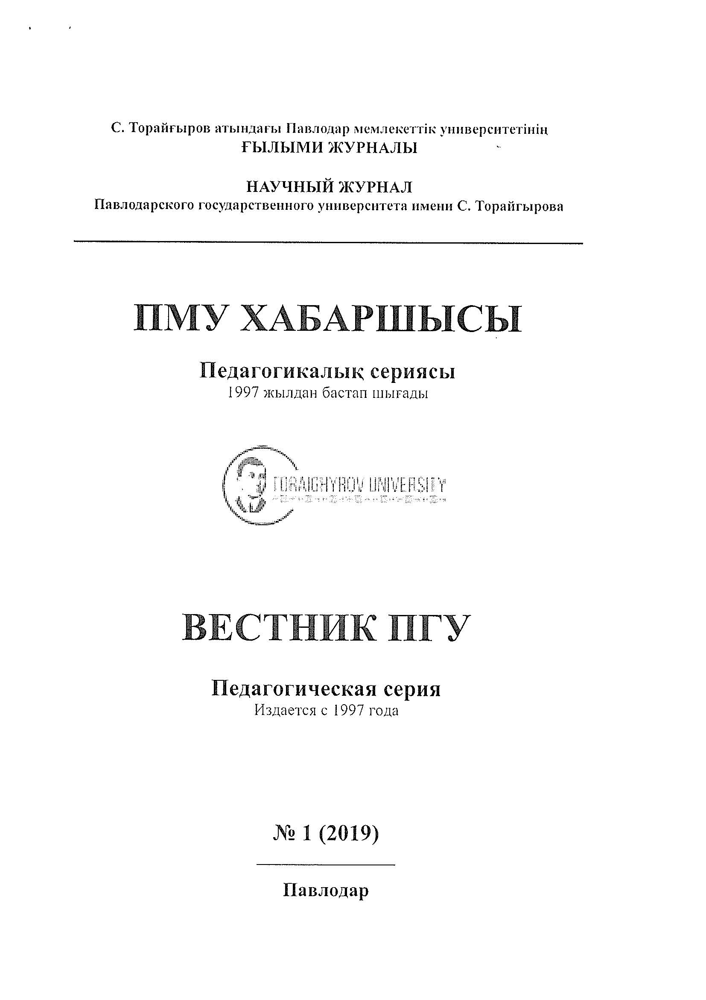 С. Торайғыров атындағы Павлодар мемлекеттік университетінің
ҒЫЛЫМИ ЖУРНАЛЫ
НАУЧНЫЙ ЖУРНАЛ
Павлодарского государственного университета имени С. Торайгырова
ПМУ ХАБАРШЫСЫ
Педагогикалық сериясы
1997 жылдан бастап шығады
TORAIGHYROV UNIVERSITY
ВЕСТНИК ПГУ
Педагогическая серия
Издается с 1997 года
№ 1 (2019)
Павлодар